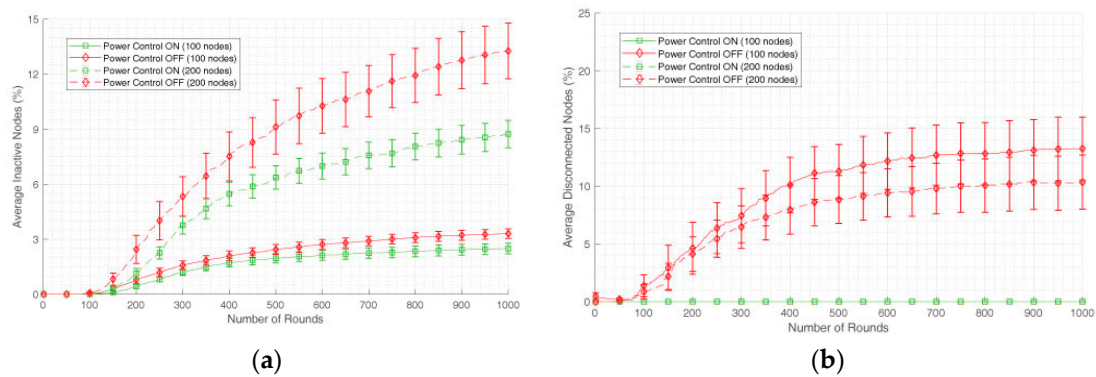 15
12
9
6
3
0
Average Inactive Nodes (%)
Power Control ON (100 nodes)
Power Control OFF (100 nodes)
Power Control ON (200 nodes)
Power Control OFF (200 nodes)
0 100 200 300 400 500 600 700 800 900 1000
Number of Rounds
(a)
25
20
15
10
5
0
Average Disconnected Nodes (%)
Power Control ON (100 nodes)
Power Control OFF (100 nodes)
Power Control ON (200 nodes)
Power Control OFF (200 nodes)
0 100 200 300 400 500 600 700 800 900 1000
Number of Rounds
(b)